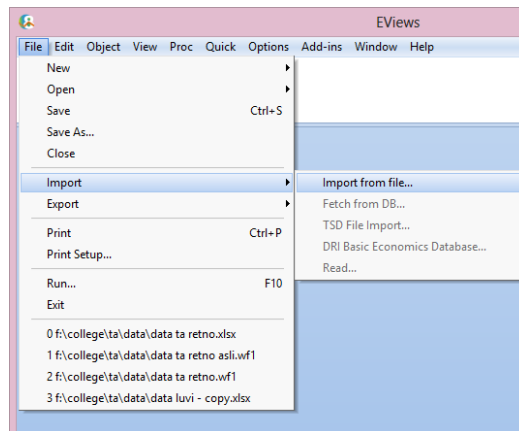 EViews
File Edit Object View Proc Quick Options Add-ins Window Help
New
Open
Save Ctrl+S
Save As...
Close
Import
Export
Print Ctrl+P
Print Setup...
Run... F10
Exit
0 f:\college\ta\data\data ta retno.xlsx
1 f:\college\ta\data\data ta retno asli.wf1
2 f:\college\ta\data\data ta retno.wf1
3 f:\college\ta\data\data luvi - copy.xlsx
Import from file...
Fetch from DB...
TSD File Import...
DRI Basic Economics Database...
Read...